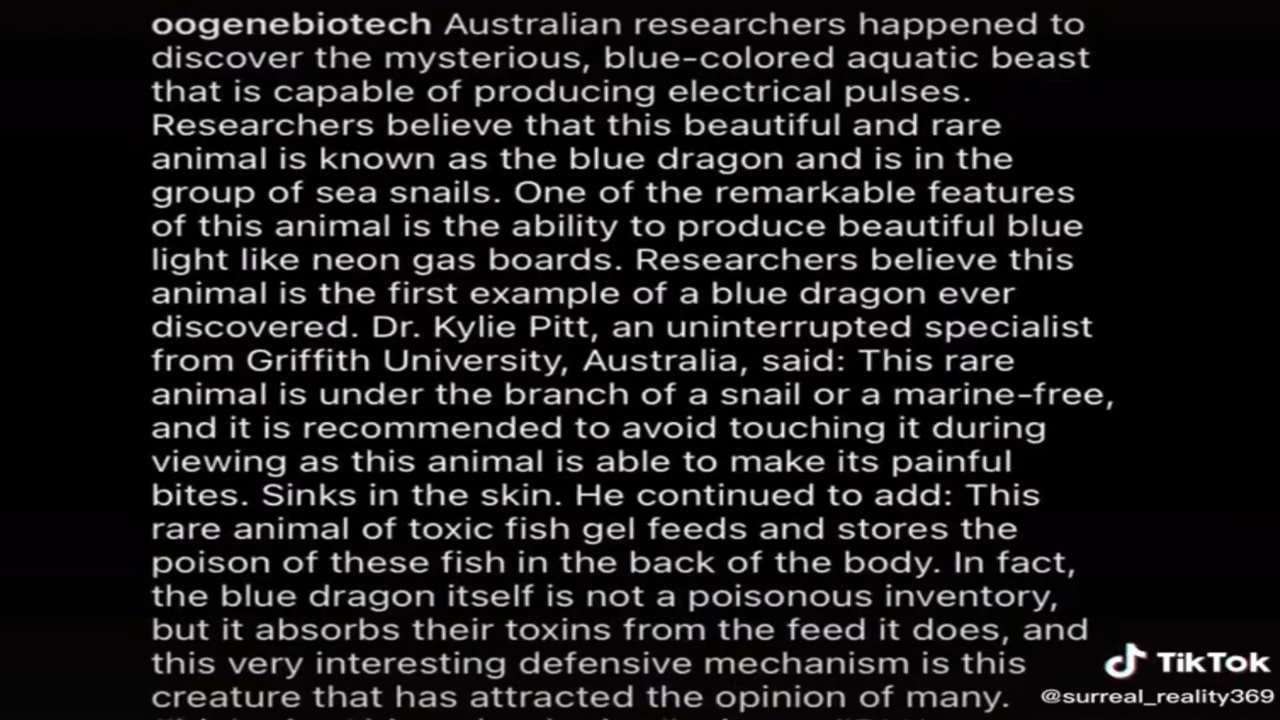 oogenebiotech Australian researchers happened to
discover the mysterious, blue-colored aquatic beast
that is capable of producing electrical pulses.
Researchers believe that this beautiful and rare
animal is known as the blue dragon and is in the
group of sea snails. One of the remarkable features
of this animal is the ability to produce beautiful blue
light like neon gas boards. Researchers believe this
animal is the first example of a blue dragon ever
discovered. Dr. Kylie Pitt, an uninterrupted specialist
from Griffith University, Australia, said: This rare
animal is under the branch of a snail or a marine-free,
and it is recommended to avoid touching it during
viewing as this animal is able to make its painful
bites. Sinks in the skin. He continued to add: This
rare animal of toxic fish gel feeds and stores the
poison of these fish in the back of the body. In fact,
the blue dragon itself is not a poisonous inventory,
but it absorbs their toxins from the feed it does, and
this very interesting defensive mechanism is this
creature that has attracted the opinion of many.
TikTok
@surreal_reality369